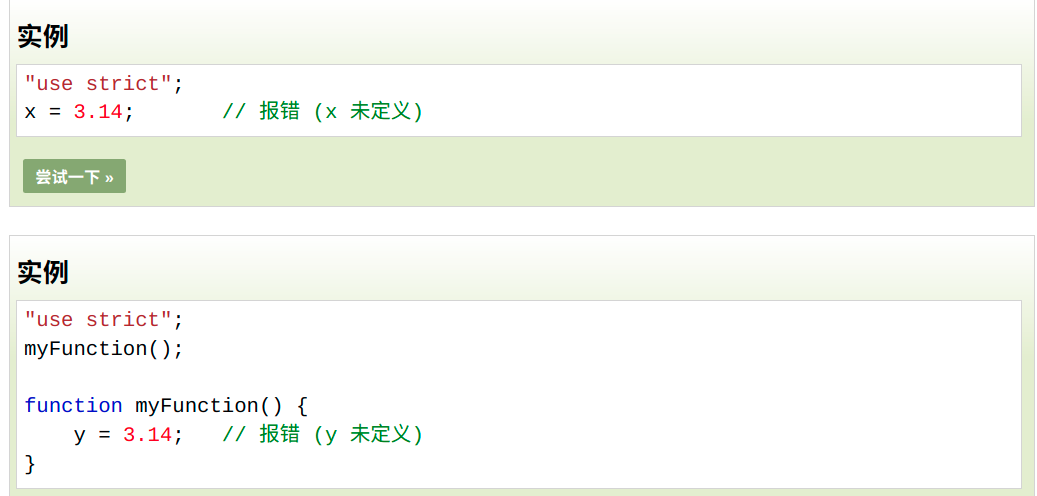 实例
"use strict";
x = 3.14;       // 报错 (x 未定义)
尝试一下 »
实例
"use strict";
myFunction();
function myFunction() {
    y = 3.14;   // 报错 (y 未定义)
}